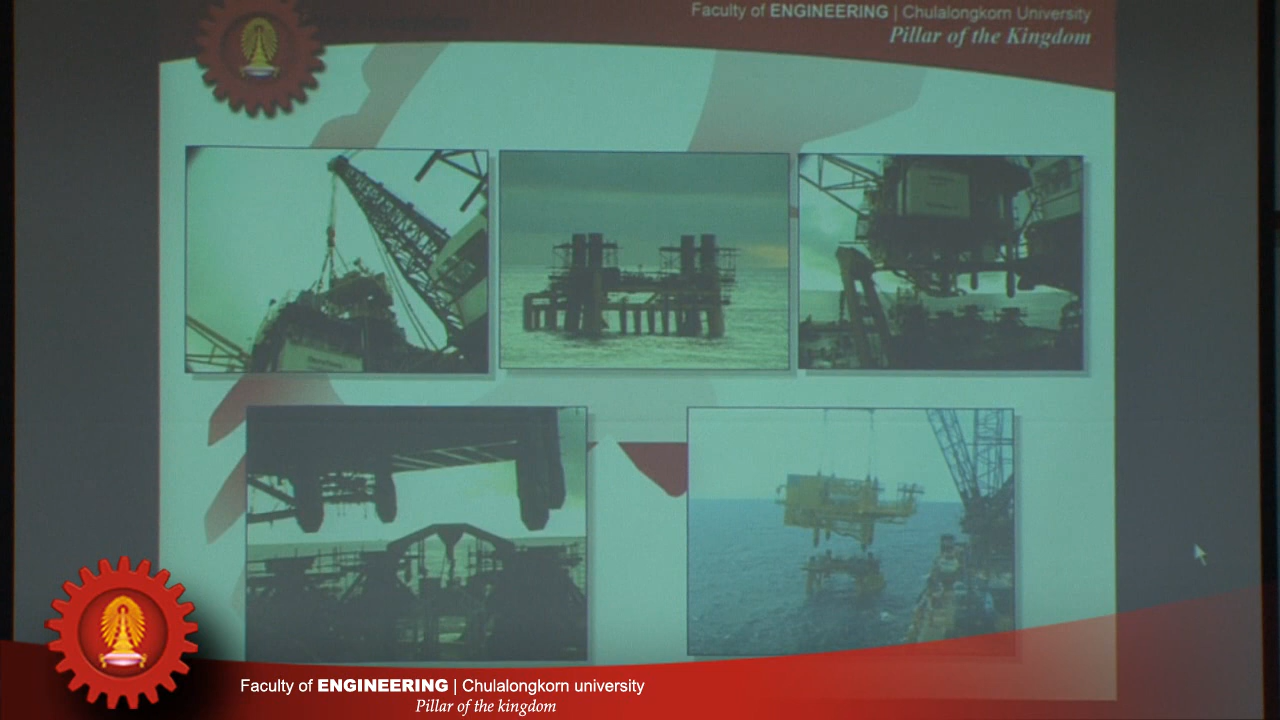 Faculty of ENGINEERING | Chulalongkorn University
Pillar of the Kingdom
Faculty of ENGINEERING | Chulalongkorn university
Pillar of the kingdom